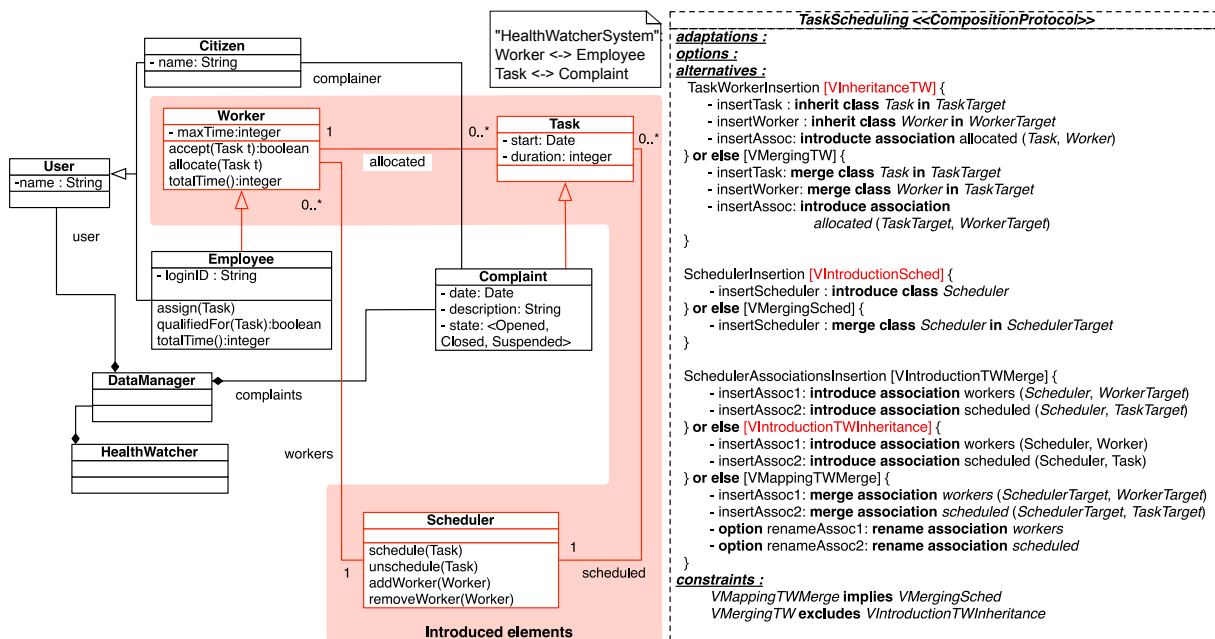 "HealthWatcherSystem":
Worker <-> Employee
Task <-> Complaint
Citizen
- name: String
complainer
Worker
- maxTime:integer
accept(Task t):boolean
allocate(Task t)
totalTime():integer
1
0..*
allocated
Task
- start: Date
- duration: integer
0..*
User
-name : String
user
0..*
Employee
- loginID : String
assign(Task)
qualifiedFor(Task):boolean
totalTime():integer
Complaint
- date: Date
- description: String
- state: <Opened,
Closed, Suspended>
DataManager
complaints
HealthWatcher
workers
Scheduler
schedule(Task)
unschedule(Task)
addWorker(Worker)
removeWorker(Worker)
1
1
scheduled
Introduced elements
TaskScheduling <<CompositionProtocol>>
adaptations :
options :
alternatives :
TaskWorkerInsertion [VInheritanceTW] {
- insertTask : inherit class Task in TaskTarget
- insertWorker : inherit class Worker in WorkerTarget
- insertAssoc: introducte association allocated (Task, Worker)
} or else [VMergingTW] {
- insertTask: merge class Task in TaskTarget
- insertWorker: merge class Worker in TaskTarget
- insertAssoc: introduce association
allocated (TaskTarget, WorkerTarget)
}
SchedulerInsertion [VIntroductionSched] {
- insertScheduler : introduce class Scheduler
} or else [VMergingSched] {
- insertScheduler : merge class Scheduler in SchedulerTarget
}
SchedulerAssociationsInsertion [VIntroductionTWMerge] {
- insertAssoc1: introduce association workers (Scheduler, WorkerTarget)
- insertAssoc2: introduce association scheduled (Scheduler, TaskTarget)
} or else [VIntroductionTWInheritance] {
- insertAssoc1: introduce association workers (Scheduler, Worker)
- insertAssoc2: introduce association scheduled (Scheduler, Task)
} or else [VMappingTWMerge] {
- insertAssoc1: merge association workers (SchedulerTarget, WorkerTarget)
- insertAssoc2: merge association scheduled (SchedulerTarget, TaskTarget)
- option renameAssoc1: rename association workers
- option renameAssoc2: rename association scheduled
}
constraints :
VMappingTWMerge implies VMergingSched
VMergingTW excludes VIntroductionTWInheritance